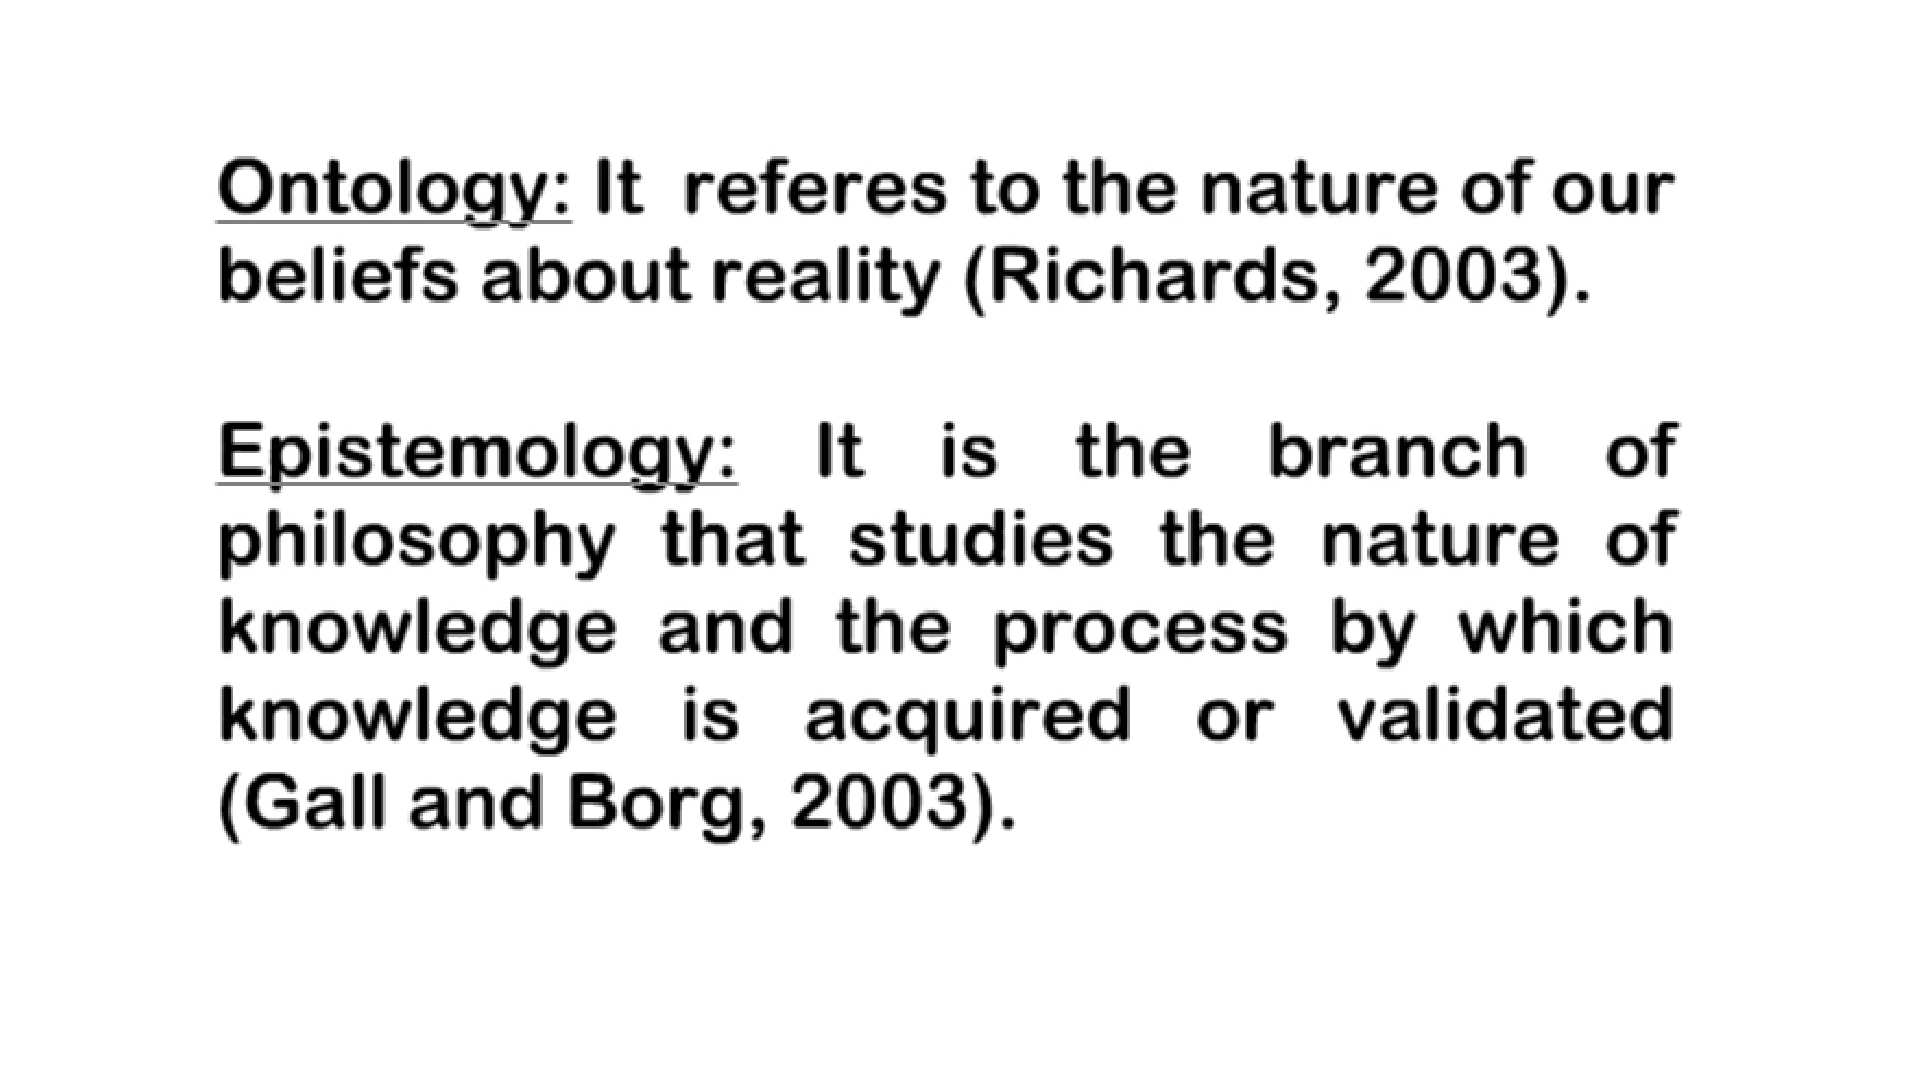 Ontology: It  referes to the nature of our
beliefs about reality (Richards, 2003).
Epistemology: It is the branch of
philosophy that studies the nature of
knowledge and the process by which
knowledge is acquired or validated
(Gall and Borg, 2003).